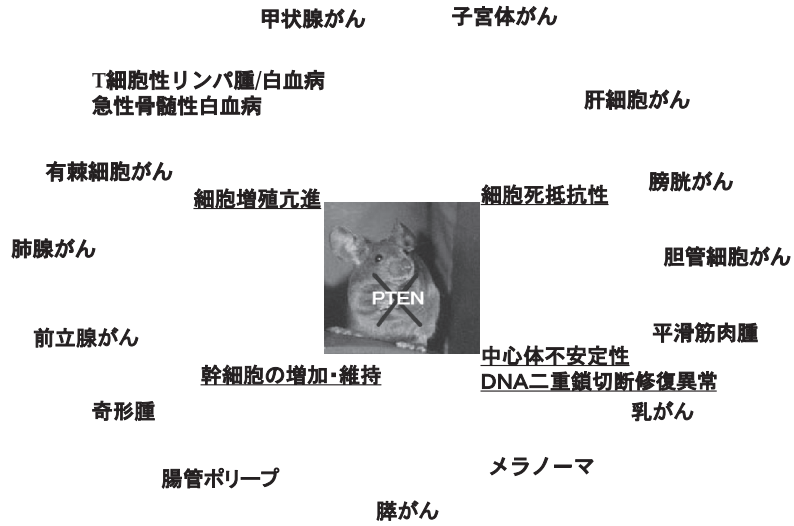 甲状腺がん
子宮体がん
T細胞性リンパ腫/白血病
急性骨髄性白血病
肝細胞がん
有棘細胞がん
膀胱がん
細胞増殖亢進
細胞死抵抗性
肺腺がん
胆管細胞がん
PTEN
前立腺がん
平滑筋肉腫
中心体不安定性
幹細胞の増加・維持
DNA二重鎖切断修復異常
奇形腫
乳がん
腸管ポリープ
メラノーマ
膵がん